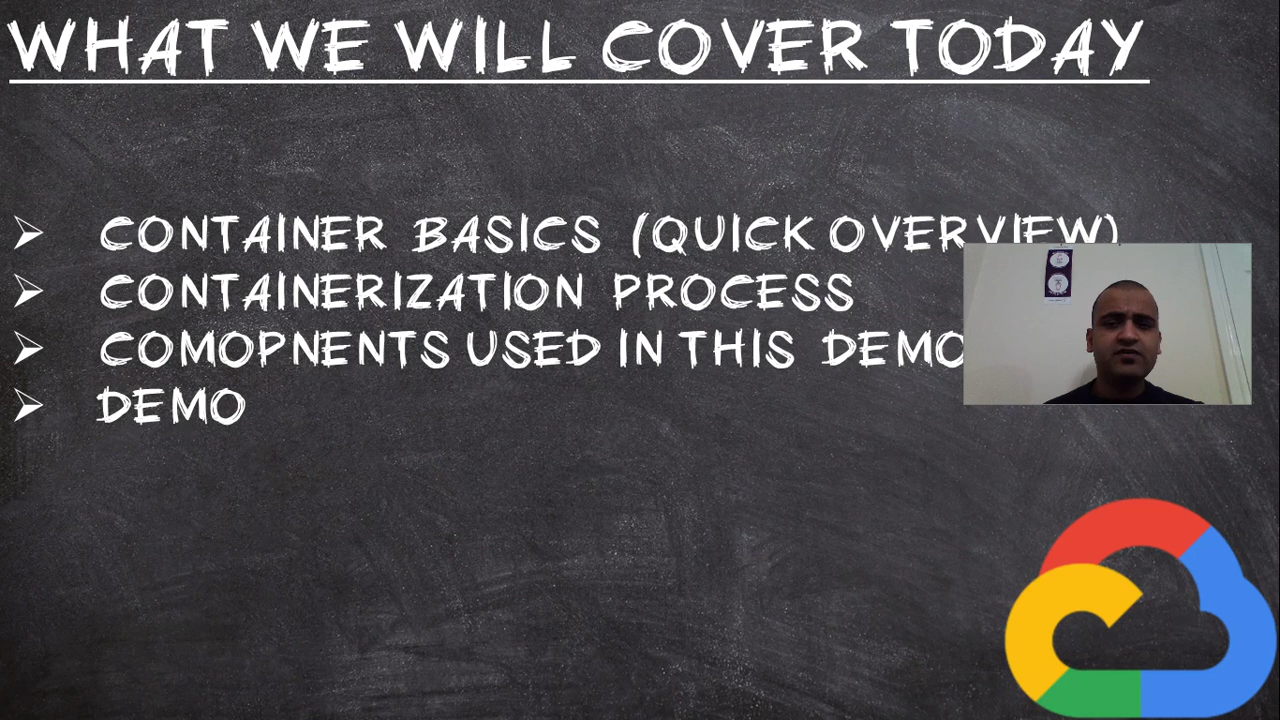 WHAT WE WILL COVER TODAY
CONTAINER BASICS (QUICK OVERVIEW)
CONTAINERIZATION PROCESS
COMOPNENTS USED IN THIS DEMO
DEMO